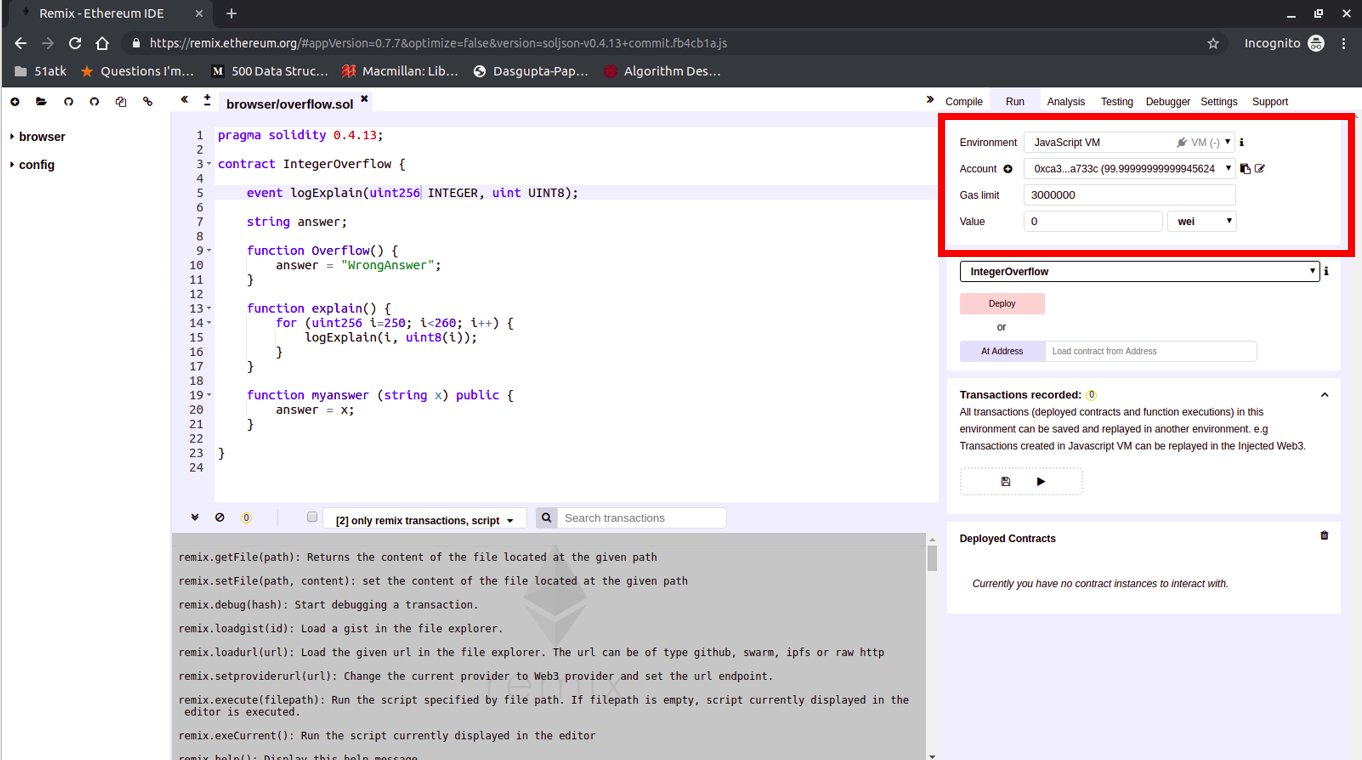 Remix - Ethereum IDE
https://remix.ethereum.org/#appVersion=0.7.7&optimize=false&version=soljson-v0.4.13+commit.fb4cb1a.js
Incognito
51atk
Questions I'm…
500 Data Struc…
Macmillan: Lib…
Dasgupta-Pap…
Algorithm Des…
browser
config
browser/overflow.sol
1 pragma solidity 0.4.13;
2
3 contract IntegerOverflow {
4
5 event logExplain(uint256 INTEGER, uint UINT8);
6
7 string answer;
8
9 function Overflow() {
10 answer = "WrongAnswer";
11 }
12
13 function explain() {
14 for (uint256 i=250; i<260; i++) {
15 logExplain(i, uint8(i));
16 }
17 }
18
19 function myanswer (string x) public {
20 answer = x;
21 }
22
23 }
24
0
[2] only remix transactions, script
Search transactions
remix.getFile(path): Returns the content of the file located at the given path
remix.setFile(path, content): set the content of the file located at the given path
remix.debug(hash): Start debugging a transaction.
remix.loadgist(id): Load a gist in the file explorer.
remix.loadurl(url): Load the given url in the file explorer. The url can be of type github, swarm, ipfs or raw http
remix.setproviderurl(url): Change the current provider to Web3 provider and set the url endpoint.
remix.execute(filepath): Run the script specified by file path. If filepath is empty, script currently displayed in the
editor is executed.
remix.exeCurrent(): Run the script currently displayed in the editor
remix.help(): Display this help message
remix
Compile Run Analysis Testing Debugger Settings Support
Environment JavaScript VM VM (-)
Account 0xca3...a733c (99.99999999999945624
Gas limit 3000000
Value 0 wei
IntegerOverflow
Deploy
or
At Address Load contract from Address
Transactions recorded: 0
All transactions (deployed contracts and function executions) in this
environment can be saved and replayed in another environment. e.g
Transactions created in Javascript VM can be replayed in the Injected Web3.
Deployed Contracts
Currently you have no contract instances to interact with.